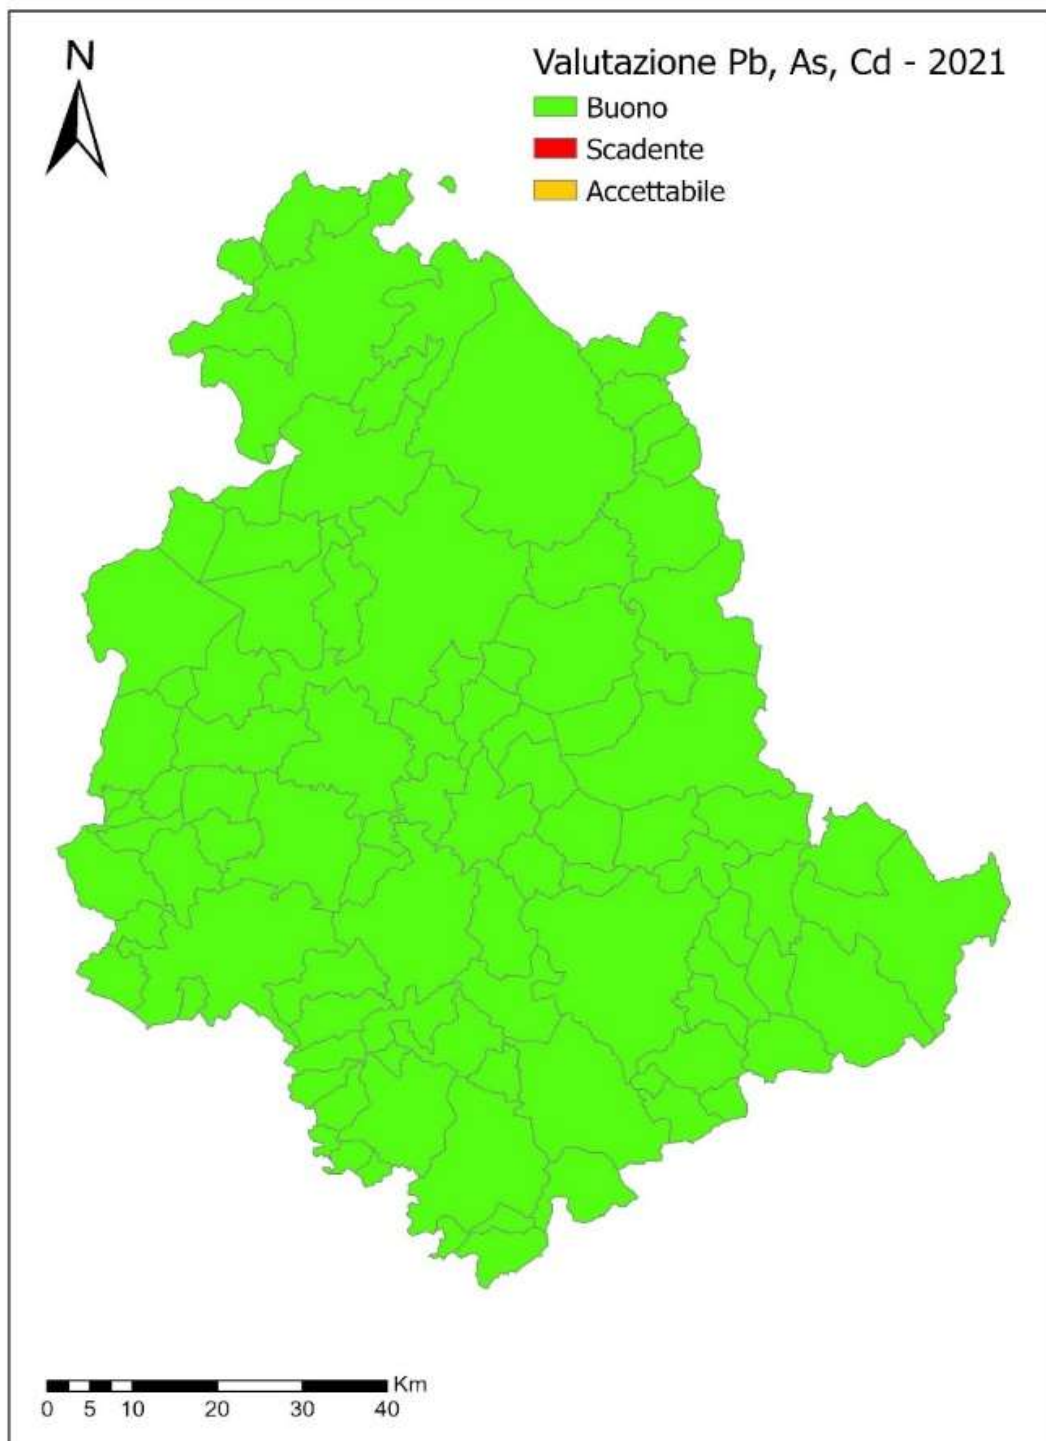 N
Valutazione Pb, As, Cd - 2021
Buono
Scadente
Accettabile
Km
0 5 10 20 30 40